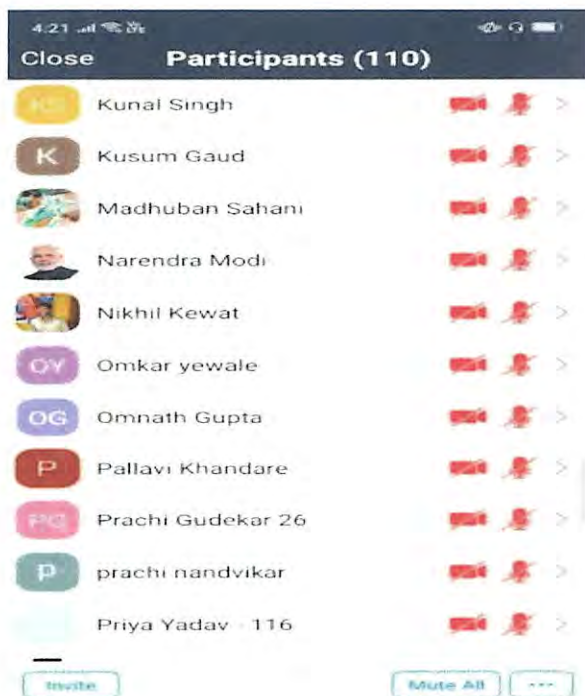 4:21
Close Participants (110)
KS Kunal Singh
K Kusum Gaud
Madhuban Sahani
Narendra Modi
Nikhil Kewat
OY Omkar yewale
OG Omnath Gupta
P Pallavi Khandare
PG Prachi Gudekar 26
p prachi nandvikar
Priya Yadav - 116
Invite Mute All ...